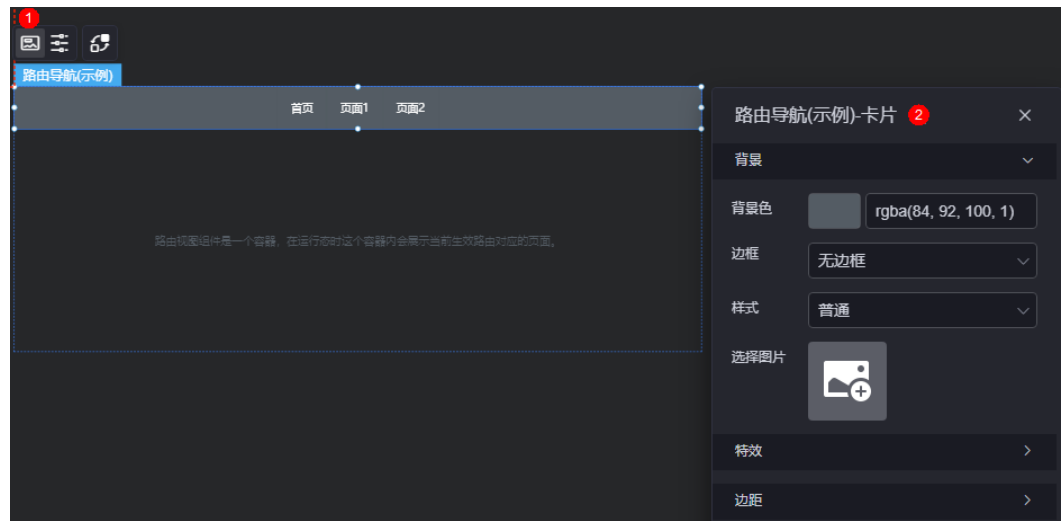 1
路由导航(示例)
首页 页面1 页面2
路由视图组件是一个容器，在运行态时这个容器内会展示当前生效路由对应的页面。
路由导航(示例)-卡片 2
背景
背景色 rgba(84, 92, 100, 1)
边框 无边框
样式 普通
选择图片
特效
边距